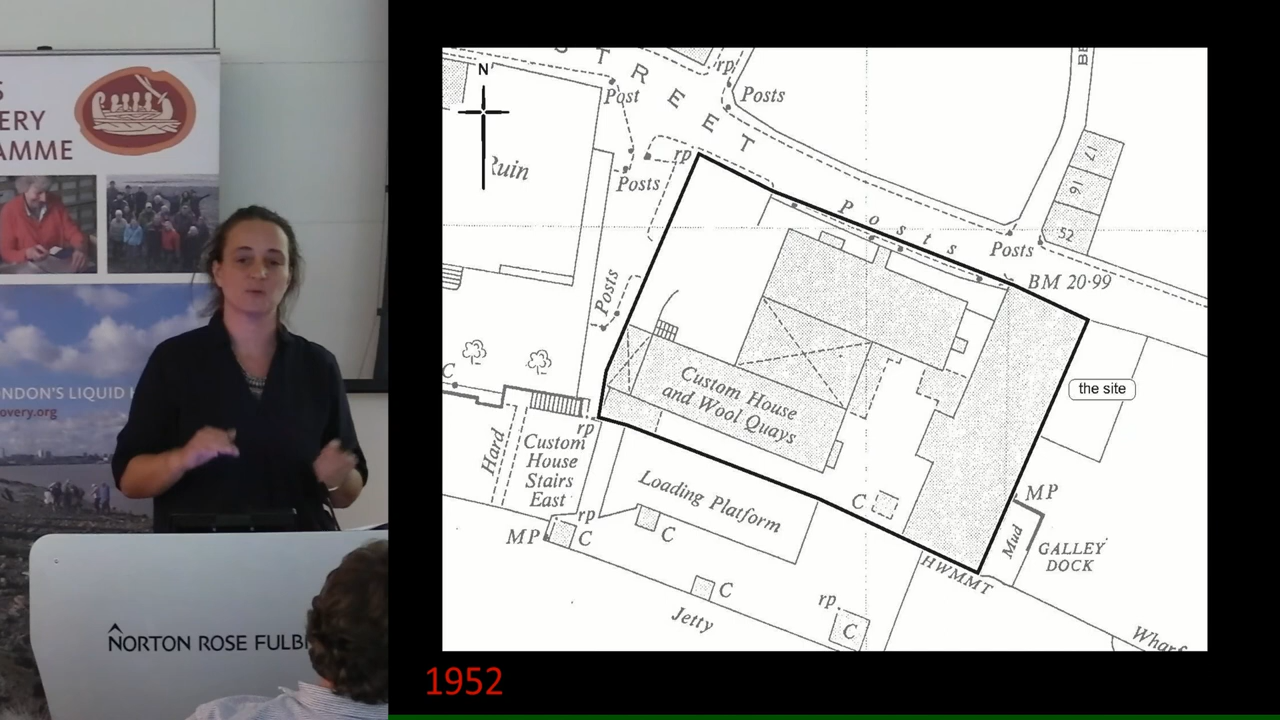 S
ERY
AMME
NDON'S LIQUID H
overy.org
NORTON ROSE FULB
STREET
N
rp
Post
Posts
Ruin
rp
Posts
17
16
52
Posts
Posts
BM 20·99
Posts
the site
Custom House
and Wool Quays
C
rp
Hard
Custom
House
Stairs
East
Loading Platform
C
MP
Mud
GALLEY
DOCK
rp
MP
C
C
HWMMT
C
Jetty
rp
C
Wharf
BE
1952